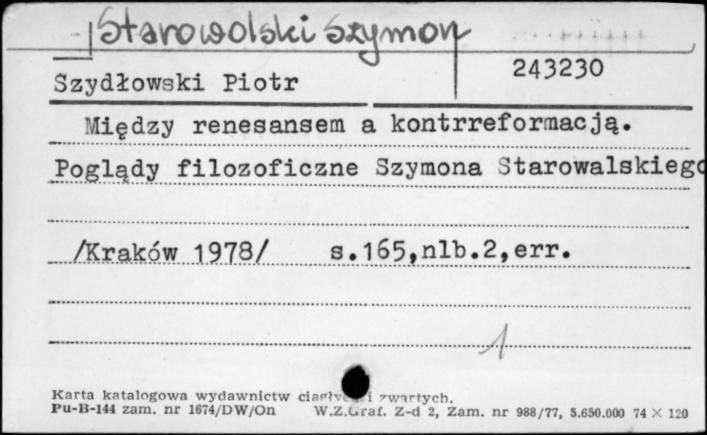 Starowolski Szymon
Szydłowski Piotr 243230
Między renesansem a kontrreformacją.
Poglądy filozoficzne Szymona Starowalskiego
/Kraków 1978/ s.165,nlb.2,err.
1
Karta katalogowa wydawnictw i zwartych.
Pu-B-144 zam. nr 1674/DW/On W.Z.Graf. Z-d 2, Zam. nr 988/77, 5.650.000 74 × 120